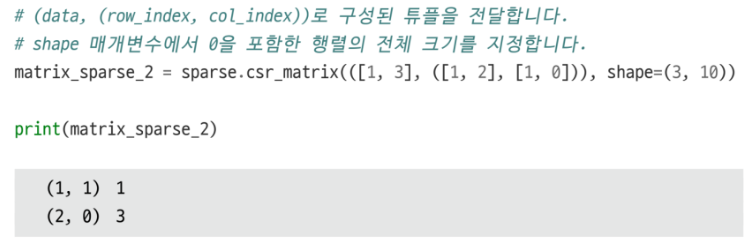 # (data, (row_index, col_index))로 구성된 튜플을 전달합니다.
# shape 매개변수에서 0을 포함한 행렬의 전체 크기를 지정합니다.
matrix_sparse_2 = sparse.csr_matrix(([1, 3], ([1, 2], [1, 0])), shape=(3, 10))
print(matrix_sparse_2)
(1, 1) 1
(2, 0) 3